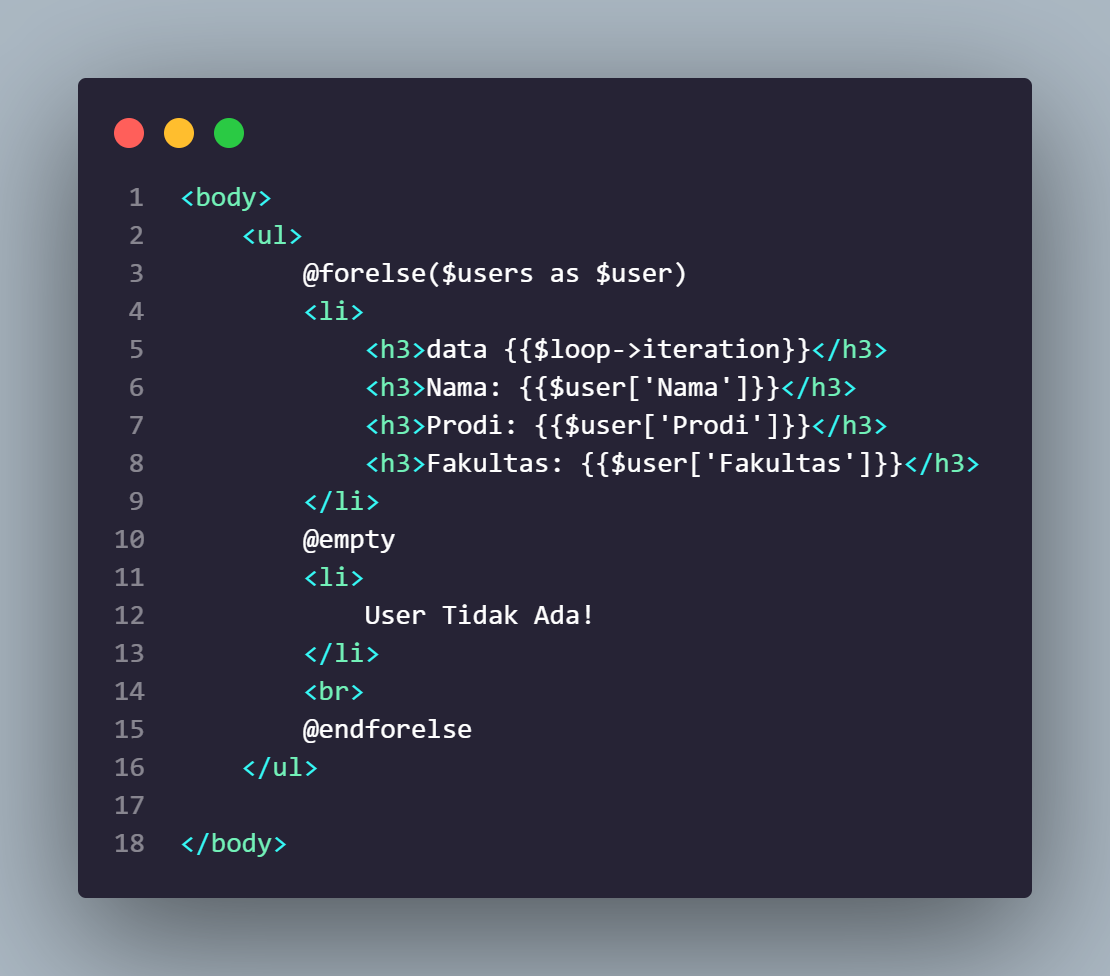 1 <body>
2     <ul>
3         @forelse($users as $user)
4         <li>
5             <h3>data {{$loop->iteration}}</h3>
6             <h3>Nama: {{$user['Nama']}}</h3>
7             <h3>Prodi: {{$user['Prodi']}}</h3>
8             <h3>Fakultas: {{$user['Fakultas']}}</h3>
9         </li>
10         @empty
11         <li>
12             User Tidak Ada!
13         </li>
14         <br>
15         @endforelse
16     </ul>
17
18 </body>